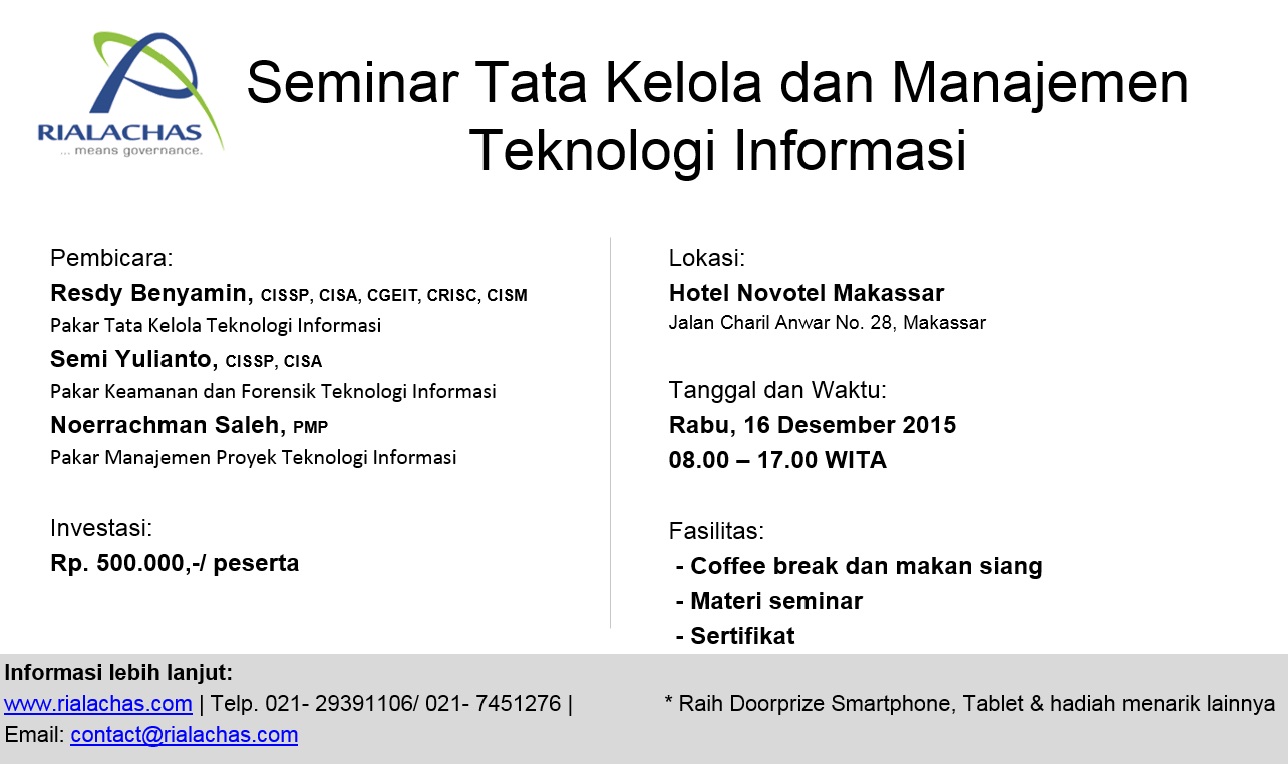 RIALACHAS
... means governance.
Seminar Tata Kelola dan Manajemen
Teknologi Informasi
Pembicara:
Resdy Benyamin, CISSP, CISA, CGEIT, CRISC, CISM
Pakar Tata Kelola Teknologi Informasi
Semi Yulianto, CISSP, CISA
Pakar Keamanan dan Forensik Teknologi Informasi
Noerrachman Saleh, PMP
Pakar Manajemen Proyek Teknologi Informasi
Investasi:
Rp. 500.000,-/ peserta
Lokasi:
Hotel Novotel Makassar
Jalan Charil Anwar No. 28, Makassar
Tanggal dan Waktu:
Rabu, 16 Desember 2015
08.00 – 17.00 WITA
Fasilitas:
- Coffee break dan makan siang
- Materi seminar
- Sertifikat
Informasi lebih lanjut:
www.rialachas.com | Telp. 021- 29391106/ 021- 7451276 |
Email: contact@rialachas.com
* Raih Doorprize Smartphone, Tablet & hadiah menarik lainnya